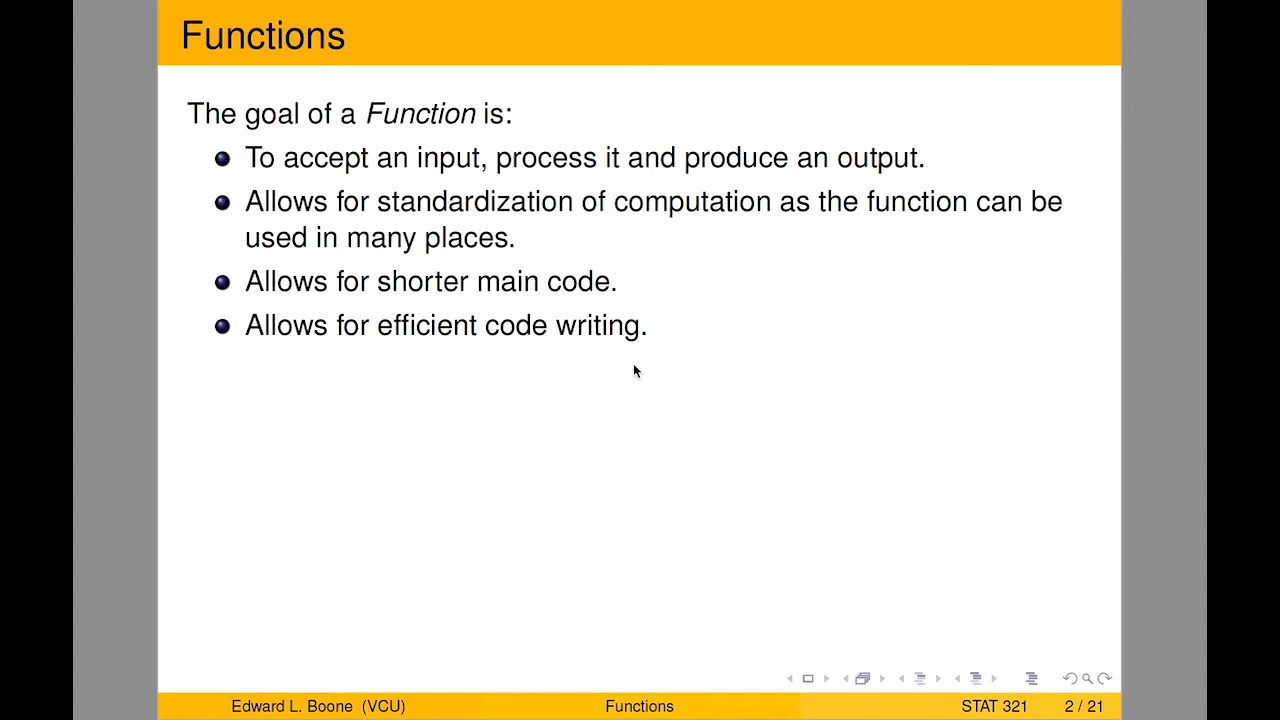 Functions
The goal of a Function is:
To accept an input, process it and produce an output.
Allows for standardization of computation as the function can be
used in many places.
Allows for shorter main code.
Allows for efficient code writing.
Edward L. Boone (VCU) Functions STAT 321 2 / 21